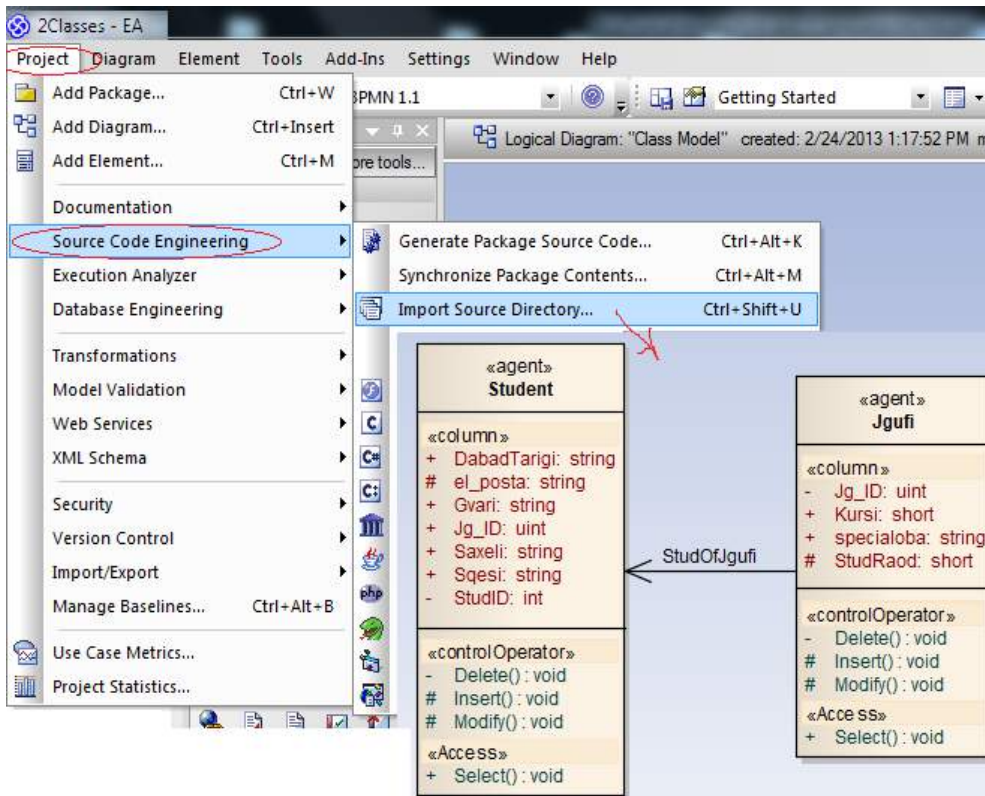 2Classes - EA
Project Diagram Element Tools Add-Ins Settings Window Help
Add Package... Ctrl+W
BPMN 1.1
Getting Started
Add Diagram... Ctrl+Insert
Logical Diagram: "Class Model" created: 2/24/2013 1:17:52 PM
Add Element... Ctrl+M
tools...
Documentation
Source Code Engineering
Execution Analyzer
Database Engineering
Transformations
Model Validation
Web Services
XML Schema
Security
Version Control
Import/Export
Manage Baselines... Ctrl+Alt+B
Use Case Metrics...
Project Statistics...
Generate Package Source Code... Ctrl+Alt+K
Synchronize Package Contents... Ctrl+Alt+M
Import Source Directory... Ctrl+Shift+U
C
C#
php
«agent»
Student
«column»
+ DabadTarigi: string
# el_posta: string
+ Gvari: string
+ Jg_ID: uint
+ Saxeli: string
+ Sqesi: string
- StudID: int
«controlOperator»
- Delete() : void
# Insert() : void
# Modify() : void
«Access»
+ Select() : void
StudOfJgufi
«agent»
Jgufi
«column»
- Jg_ID: uint
+ Kursi: short
+ specialoba: string
# StudRaod: short
«controlOperator»
- Delete() : void
# Insert() : void
# Modify() : void
«Access»
+ Select() : void